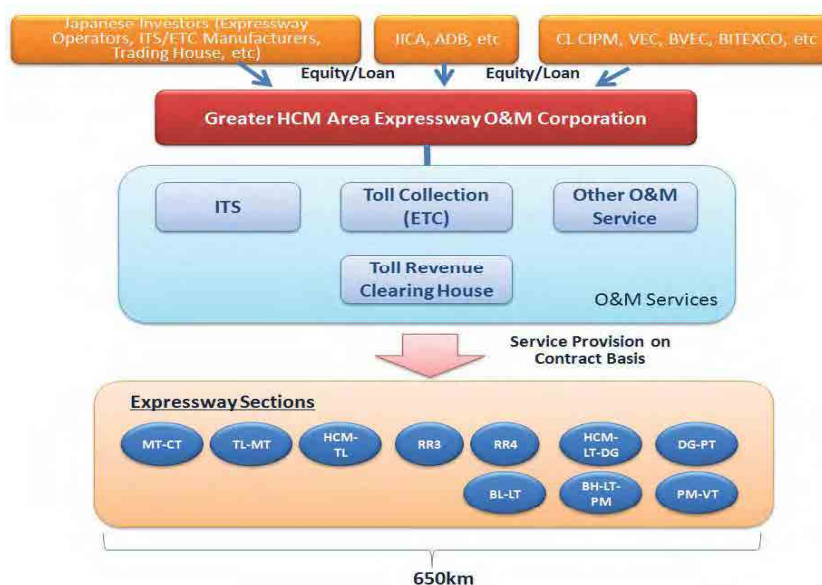 Japanese Investors (Expressway
Operators, ITS/ETC Manufacturers,
Trading House, etc)
JICA, ADB, etc
CL CIPM, VEC, BVEC, BITEXCO, etc
Equity/Loan
Equity/Loan
Greater HCM Area Expressway O&M Corporation
ITS
Toll Collection
(ETC)
Other O&M
Service
Toll Revenue
Clearing House
O&M Services
Service Provision on
Contract Basis
Expressway Sections
MT-CT
TL-MT
HCM-
TL
RR3
RR4
HCM-
LT-DG
DG-PT
BL-LT
BH-LT-
PM
PM-VT
650km